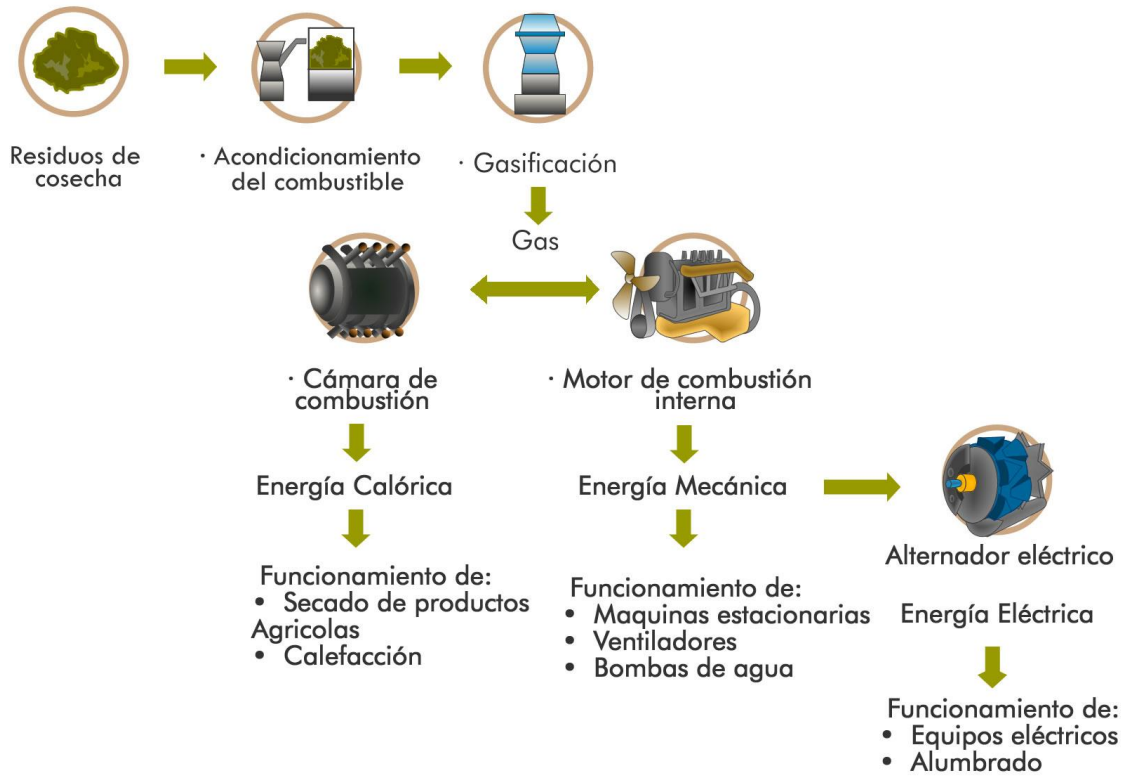 Residuos de
cosecha
· Acondicionamiento
del combustible
· Gasificación
Gas
· Cámara de
combustión
· Motor de combustión
interna
Energía Calórica
Energía Mecánica
Alternador eléctrico
Funcionamiento de:
• Secado de productos
Agricolas
• Calefacción
Funcionamiento de:
• Maquinas estacionarias
• Ventiladores
• Bombas de agua
Energía Eléctrica
Funcionamiento de:
• Equipos eléctricos
• Alumbrado